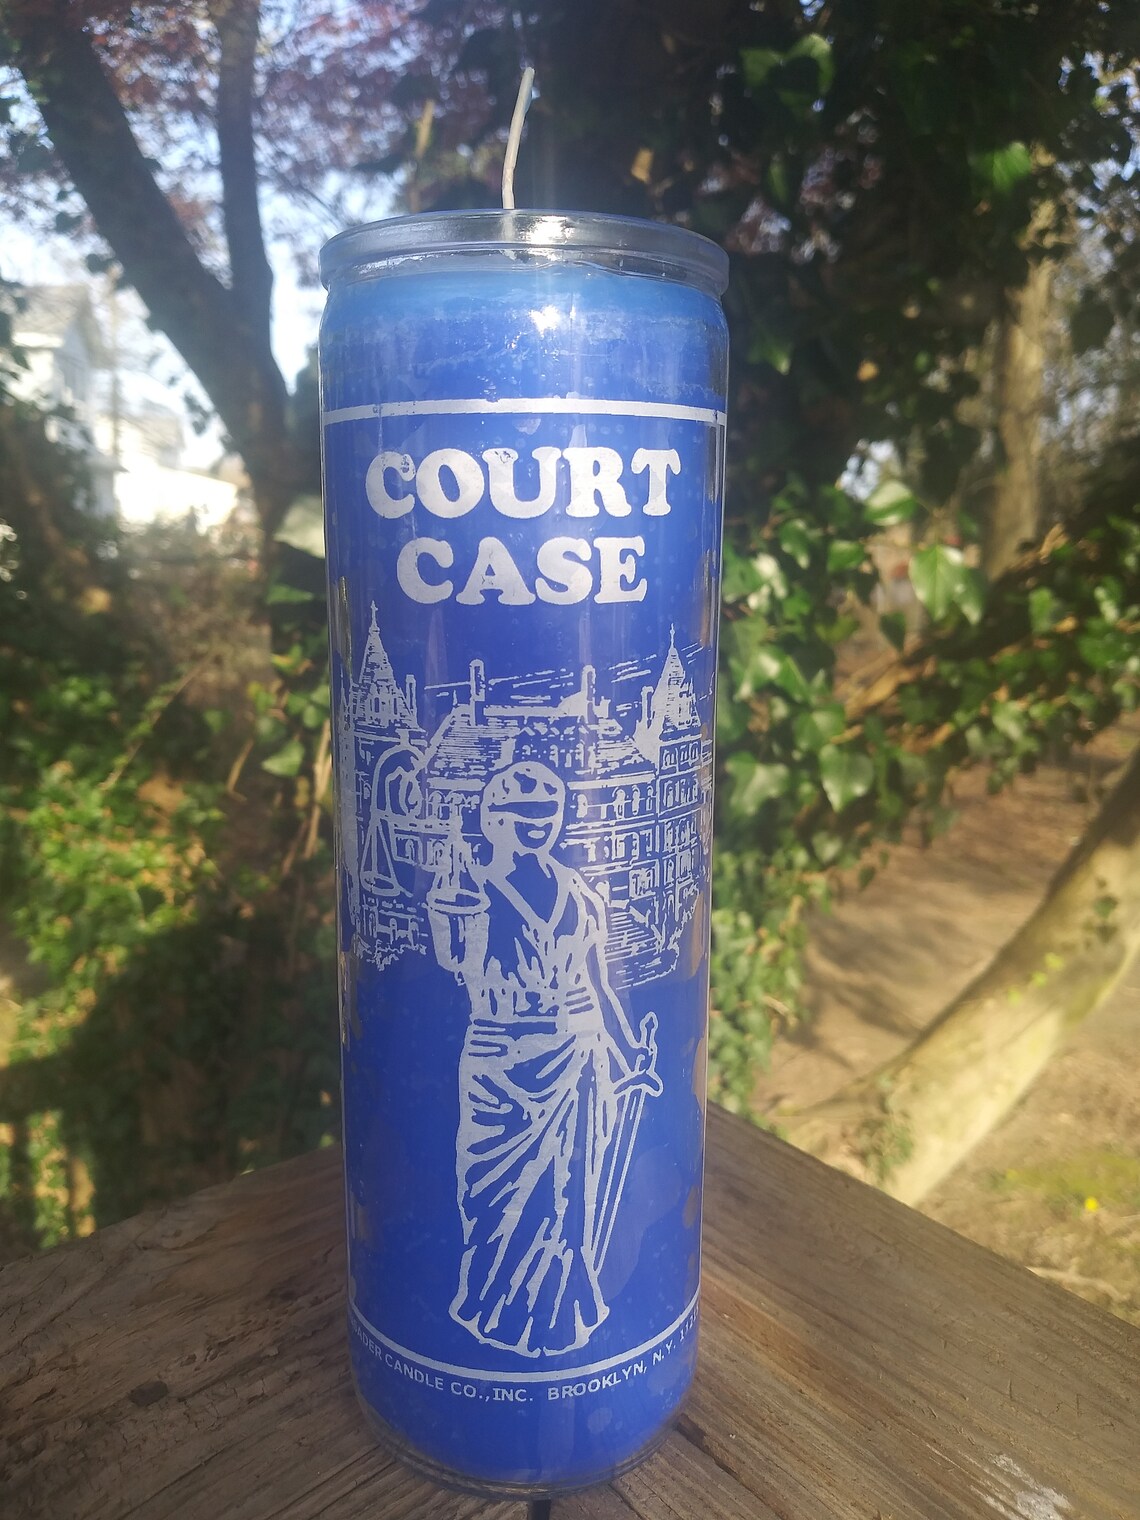 COURT
CASE
CANDLE CO., INC. BROOKLYN, N.Y.